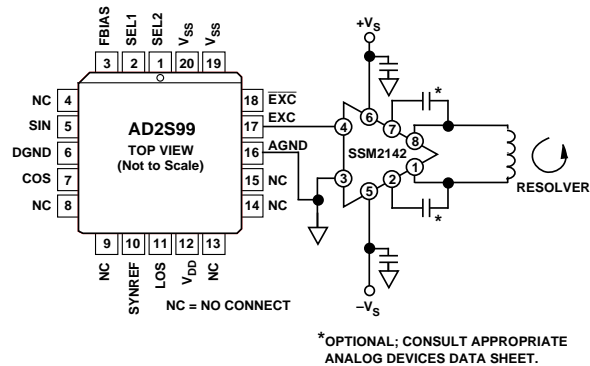 FBIAS
SEL1
SEL2
VSS
VSS
3
2
1
20
19
+VS
NC 4
SIN 5
DGND 6
COS 7
NC 8
AD2S99
TOP VIEW
(Not to Scale)
18 EXC
17 EXC
16 AGND
15 NC
14 NC
9
10
11
12
13
NC
SYNREF
LOS
VDD
NC
NC = NO CONNECT
6
7
*
8
4
SSM2142
3
1
2
5
*
RESOLVER
–VS
*OPTIONAL; CONSULT APPROPRIATE
ANALOG DEVICES DATA SHEET.